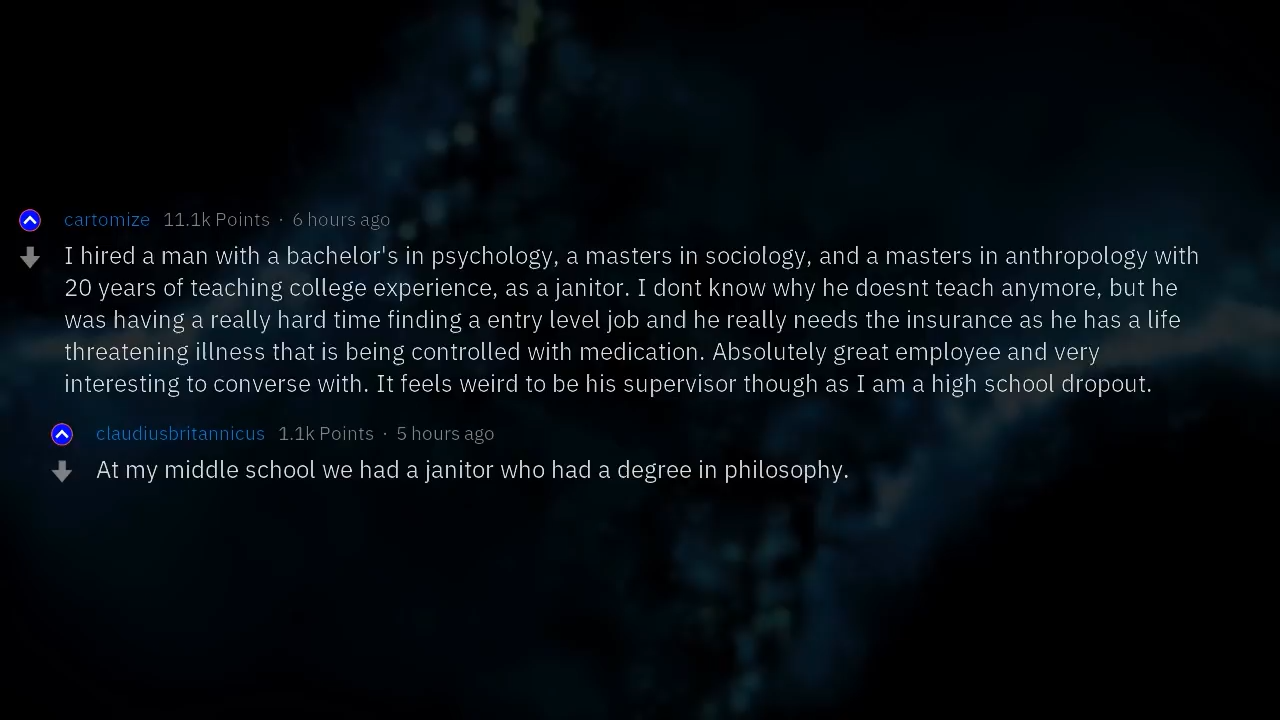 cartomize 11.1k Points · 6 hours ago
I hired a man with a bachelor's in psychology, a masters in sociology, and a masters in anthropology with
20 years of teaching college experience, as a janitor. I dont know why he doesnt teach anymore, but he
was having a really hard time finding a entry level job and he really needs the insurance as he has a life
threatening illness that is being controlled with medication. Absolutely great employee and very
interesting to converse with. It feels weird to be his supervisor though as I am a high school dropout.
claudiusbritannicus 1.1k Points · 5 hours ago
At my middle school we had a janitor who had a degree in philosophy.